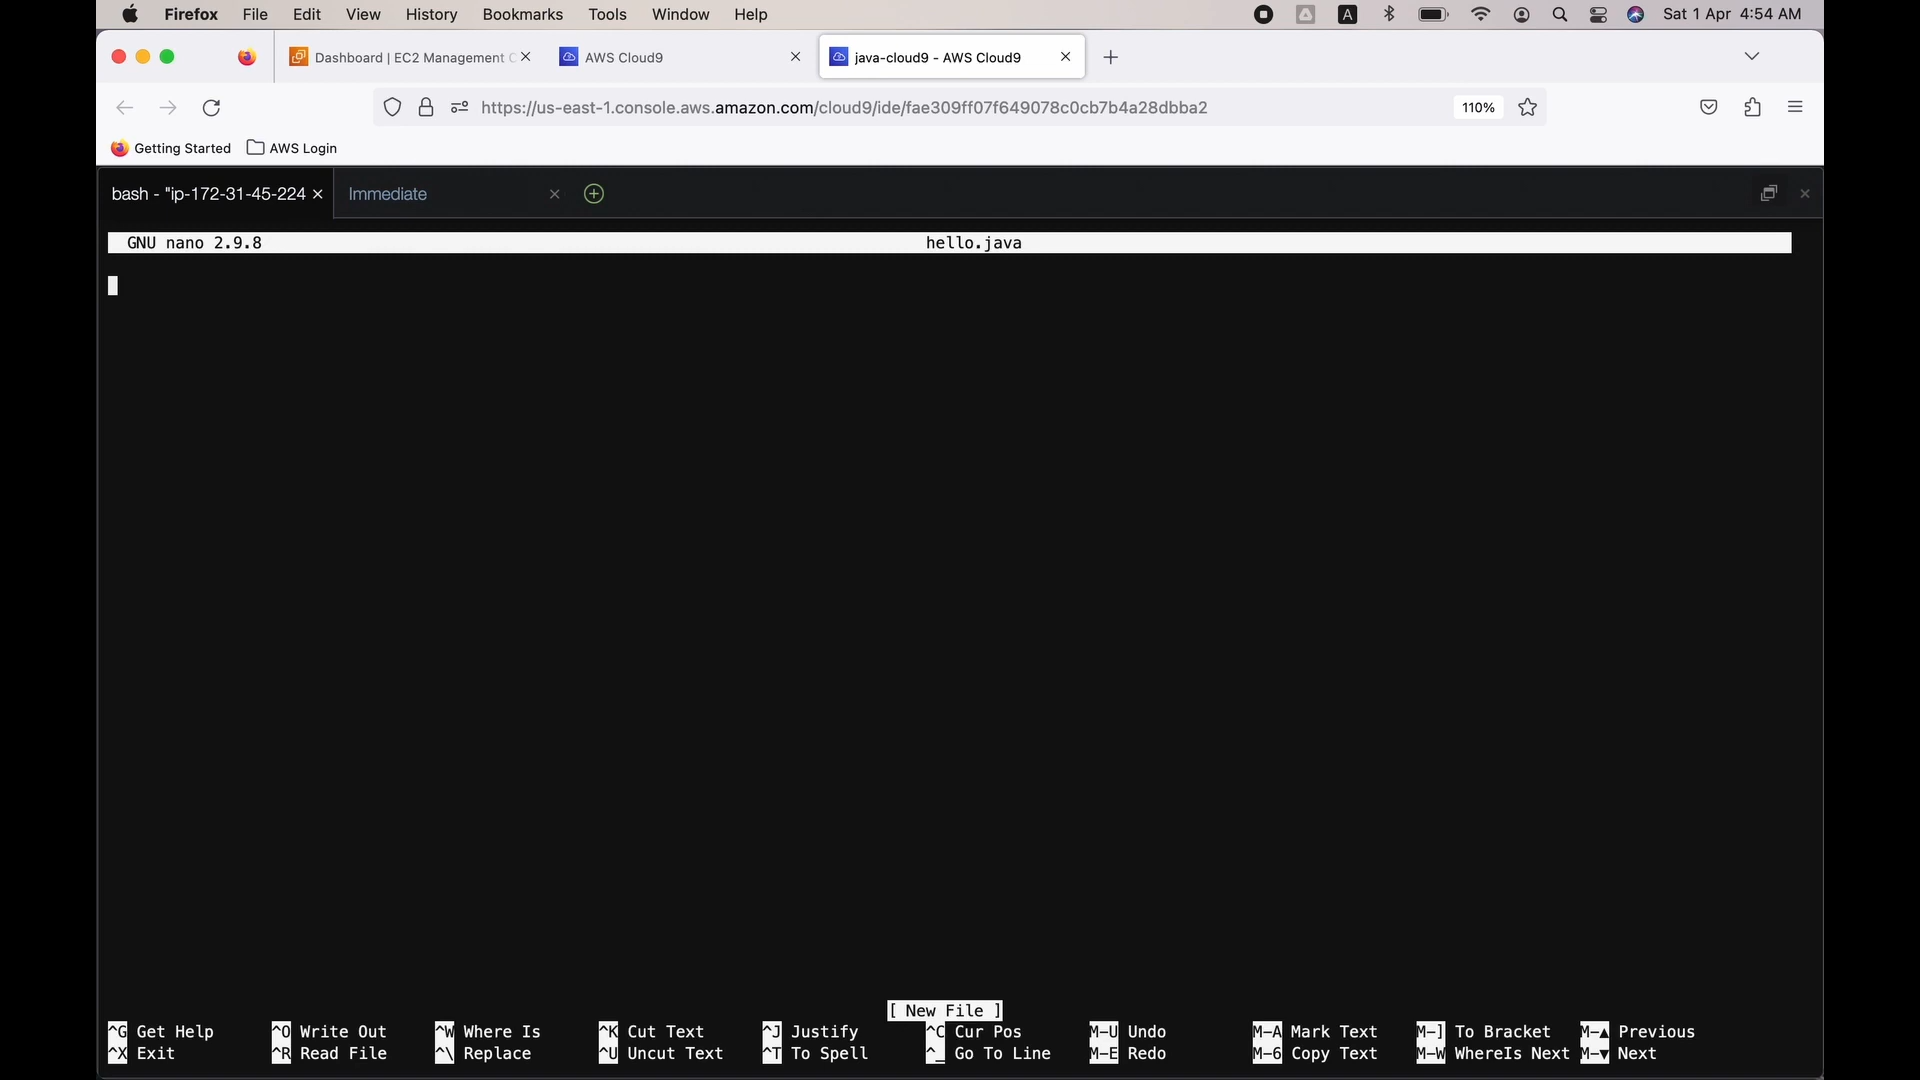 Firefox File Edit View History Bookmarks Tools Window Help A Sat 1 Apr 4:54 AM
Dashboard | EC2 Management C AWS Cloud9 java-cloud9 - AWS Cloud9
https://us-east-1.console.aws.amazon.com/cloud9/ide/fae309ff07f649078c0cb7b4a28dbba2 110%
Getting Started AWS Login
bash - "ip-172-31-45-224 Immediate
GNU nano 2.9.8 hello.java
[ New File ]
^G Get Help ^O Write Out ^W Where Is ^K Cut Text ^J Justify ^C Cur Pos M-U Undo M-A Mark Text M-] To Bracket M-▲ Previous
^X Exit ^R Read File ^\ Replace ^U Uncut Text ^T To Spell ^_ Go To Line M-E Redo M-6 Copy Text M-W WhereIs Next M-▼ Next